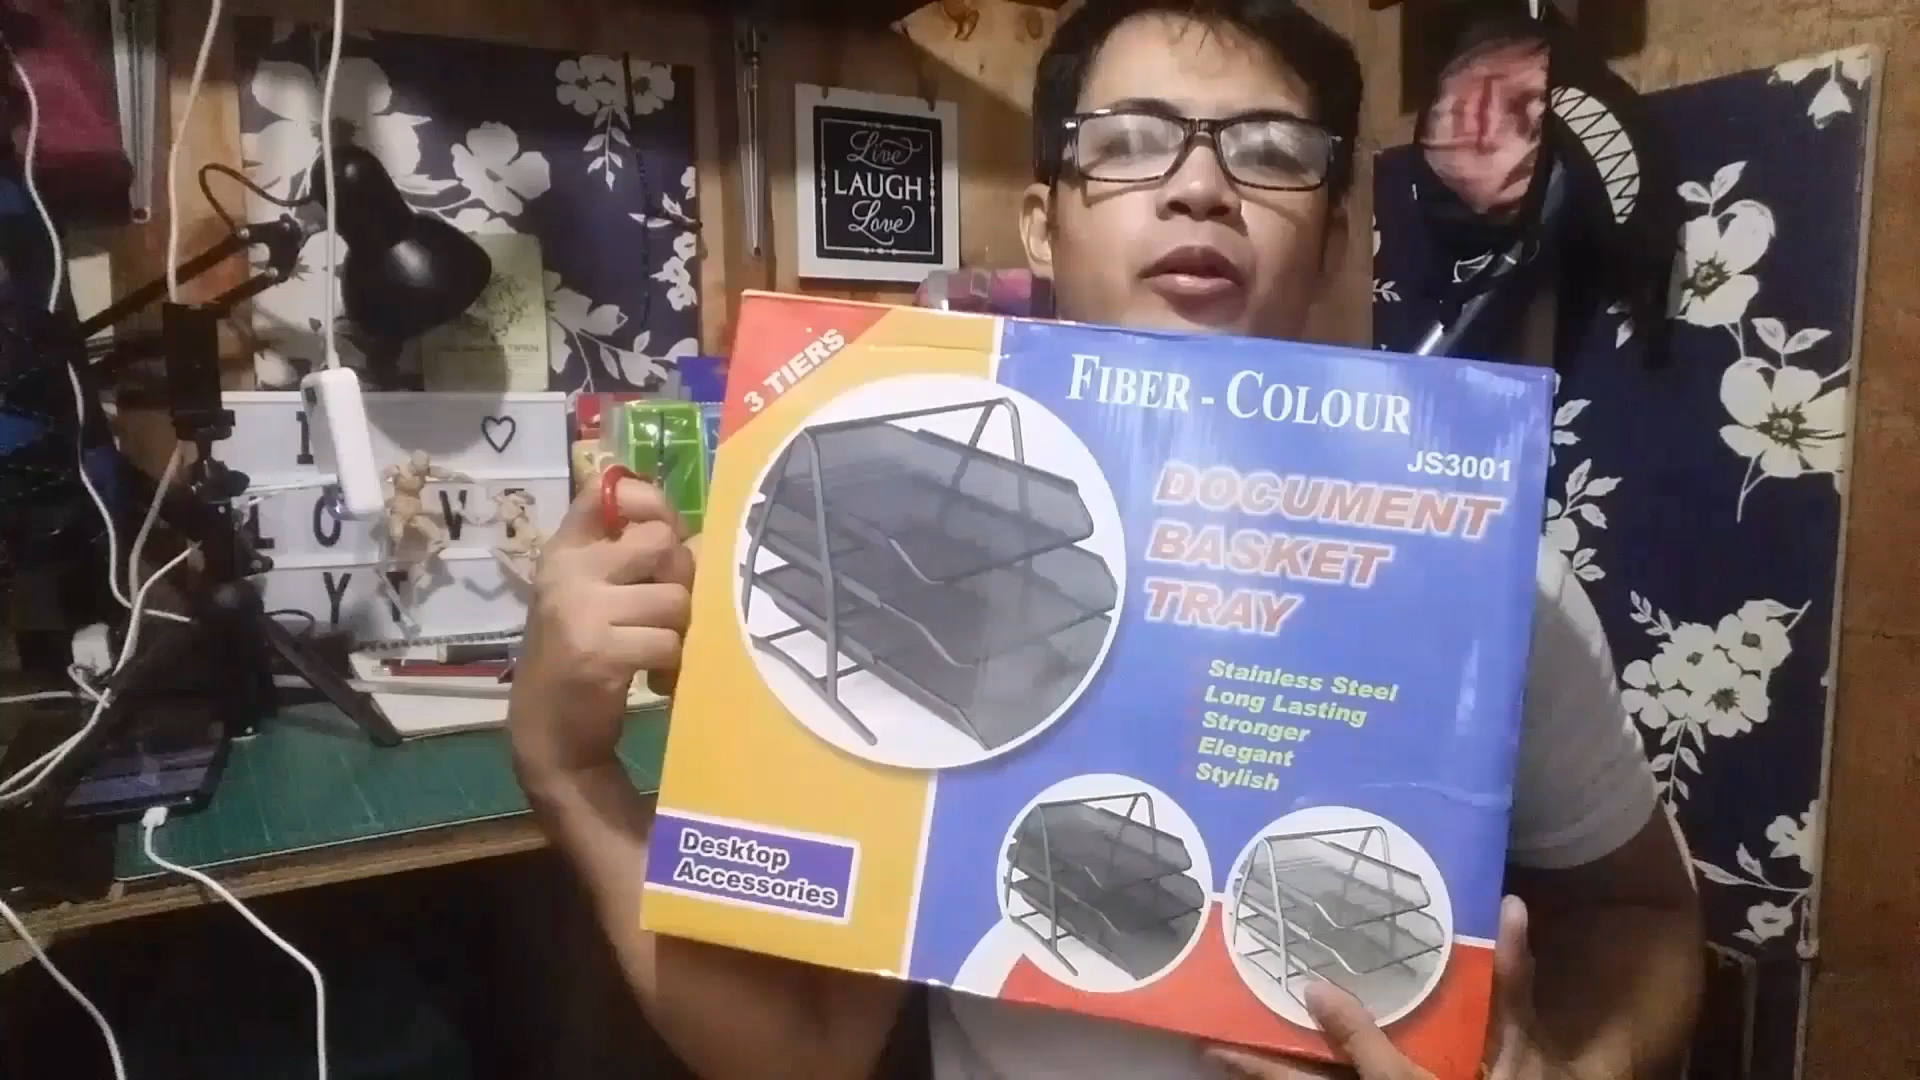 Live
LAUGH
Love
3 TIERS
FIBER - COLOUR
JS3001
DOCUMENT
BASKET
TRAY
Stainless Steel
Long Lasting
Stronger
Elegant
Stylish
Desktop
Accessories